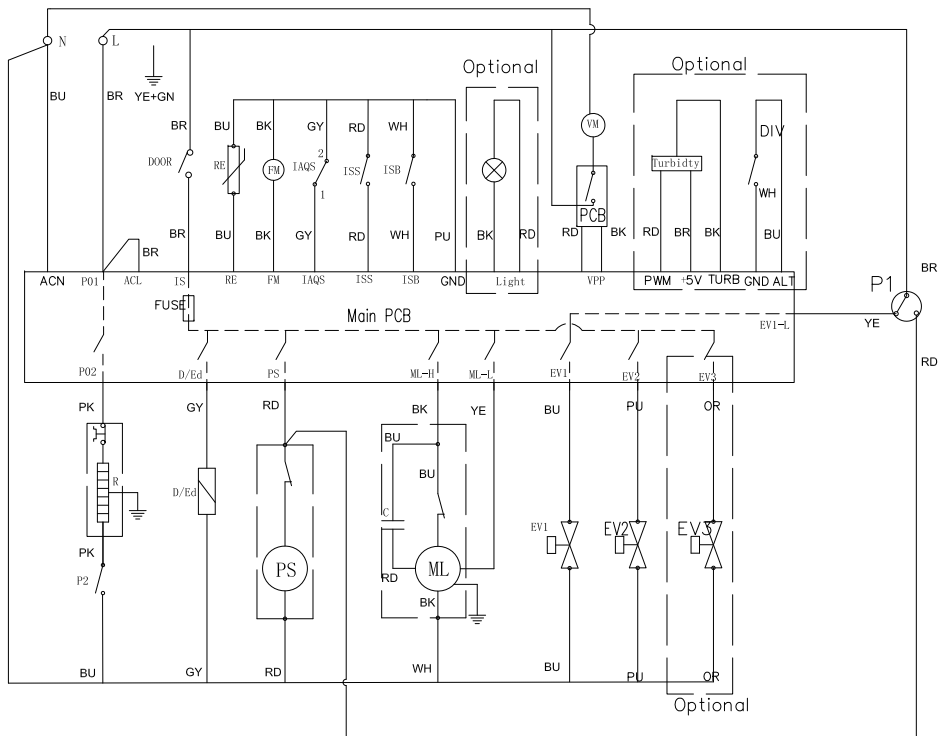 N
L
BU
BR
YE+GN
Optional
Optional
BR
BU
BK
GY
RD
WH
VM
DIV
DOOR
RE
FM
IAQS
2
1
ISS
ISB
Turbidty
WH
PCB
BR
BR
BU
BK
GY
RD
WH
PU
BK
RD
RD
BK
RD
BR
BK
BU
ACN
P01
ACL
IS
RE
FM
IAQS
ISS
ISB
GND
Light
VPP
PWM
+5V
TURB
GND
ALT
BR
P1
FUSE
Main PCB
EV1-L
YE
RD
P02
D/Ed
PS
ML-H
ML-L
EV1
EV2
EV3
PK
GY
RD
BK
YE
BU
PU
OR
BU
BU
R
D/Ed
C
EV1
EV2
EV3
PK
P2
PS
RD
ML
BK
BU
GY
RD
WH
BU
PU
OR
Optional